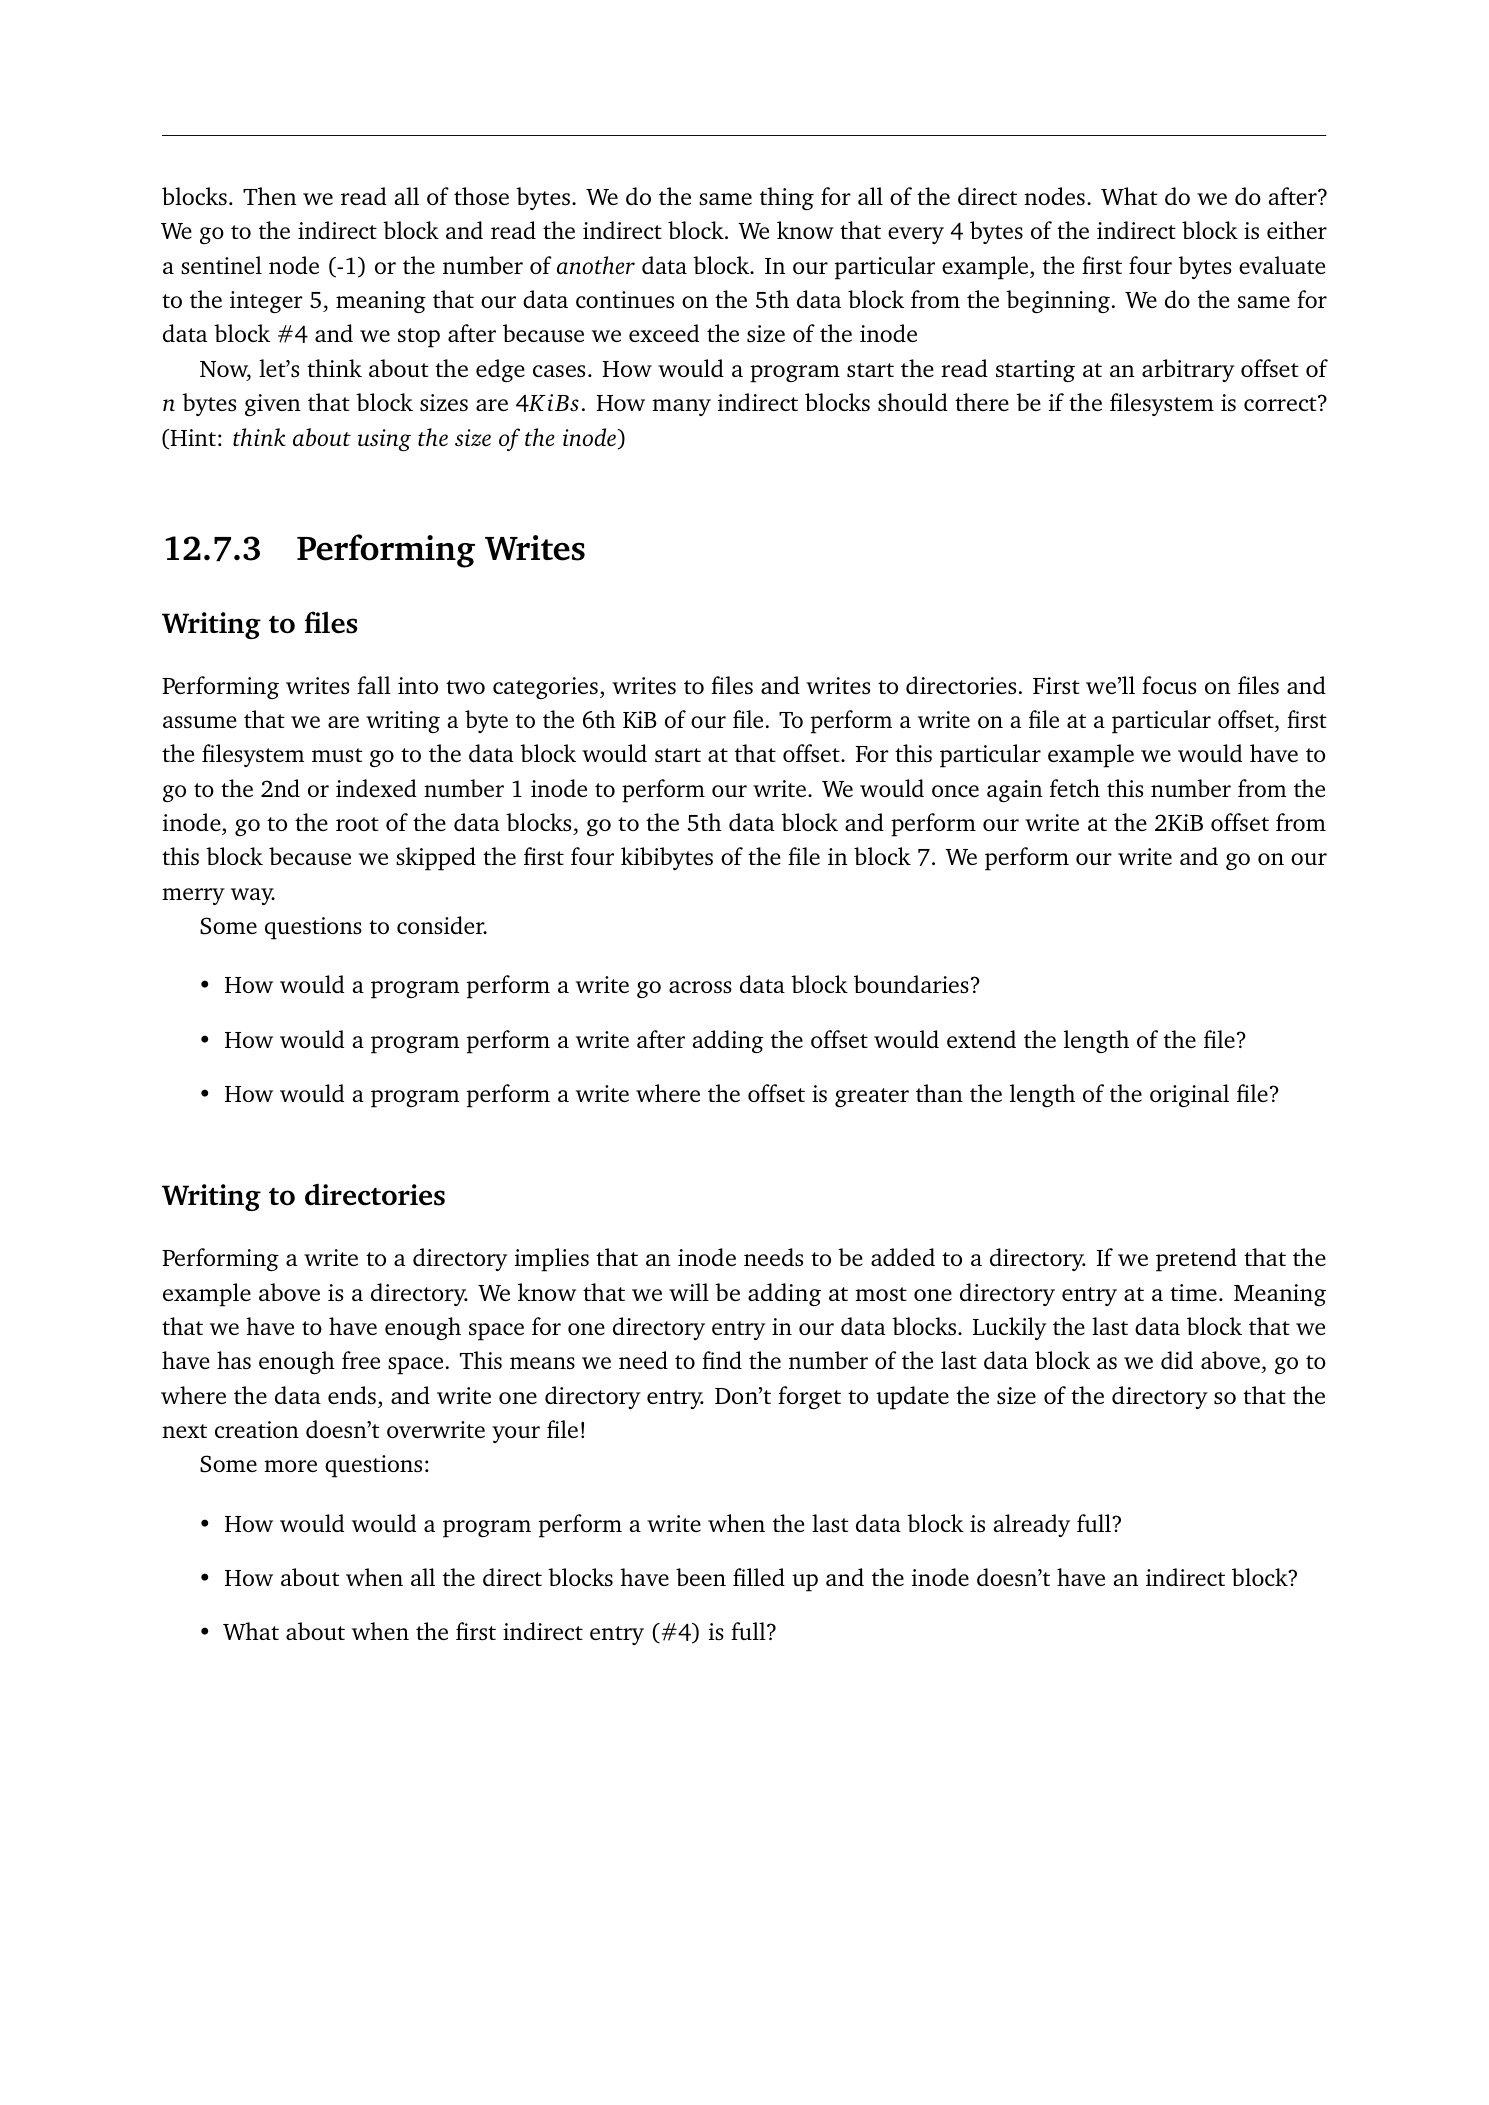 blocks. Then we read all of those bytes. We do the same thing for all of the direct nodes. What do we do after?
We go to the indirect block and read the indirect block. We know that every 4 bytes of the indirect block is either
a sentinel node (-1) or the number of another data block. In our particular example, the first four bytes evaluate
to the integer 5, meaning that our data continues on the 5th data block from the beginning. We do the same for
data block #4 and we stop after because we exceed the size of the inode
Now, let's think about the edge cases. How would a program start the read starting at an arbitrary offset of
n bytes given that block sizes are 4KiBs. How many indirect blocks should there be if the filesystem is correct?
(Hint: think about using the size of the inode)
12.7.3 Performing Writes
Writing to files
Performing writes fall into two categories, writes to files and writes to directories. First we'll focus on files and
assume that we are writing a byte to the 6th KiB of our file. To perform a write on a file at a particular offset, first
the filesystem must go to the data block would start at that offset. For this particular example we would have to
go to the 2nd or indexed number 1 inode to perform our write. We would once again fetch this number from the
inode, go to the root of the data blocks, go to the 5th data block and perform our write at the 2KiB offset from
this block because we skipped the first four kibibytes of the file in block 7. We perform our write and go on our
merry way.
Some questions to consider.
• How would a program perform a write go across data block boundaries?
• How would a program perform a write after adding the offset would extend the length of the file?
• How would a program perform a write where the offset is greater than the length of the original file?
Writing to directories
Performing a write to a directory implies that an inode needs to be added to a directory. If we pretend that the
example above is a directory. We know that we will be adding at most one directory entry at a time. Meaning
that we have to have enough space for one directory entry in our data blocks. Luckily the last data block that we
have has enough free space. This means we need to find the number of the last data block as we did above, go to
where the data ends, and write one directory entry. Don't forget to update the size of the directory so that the
next creation doesn't overwrite your file!
Some more questions:
• How would would a program perform a write when the last data block is already full?
• How about when all the direct blocks have been filled up and the inode doesn't have an indirect block?
• What about when the first indirect entry (#4) is full?